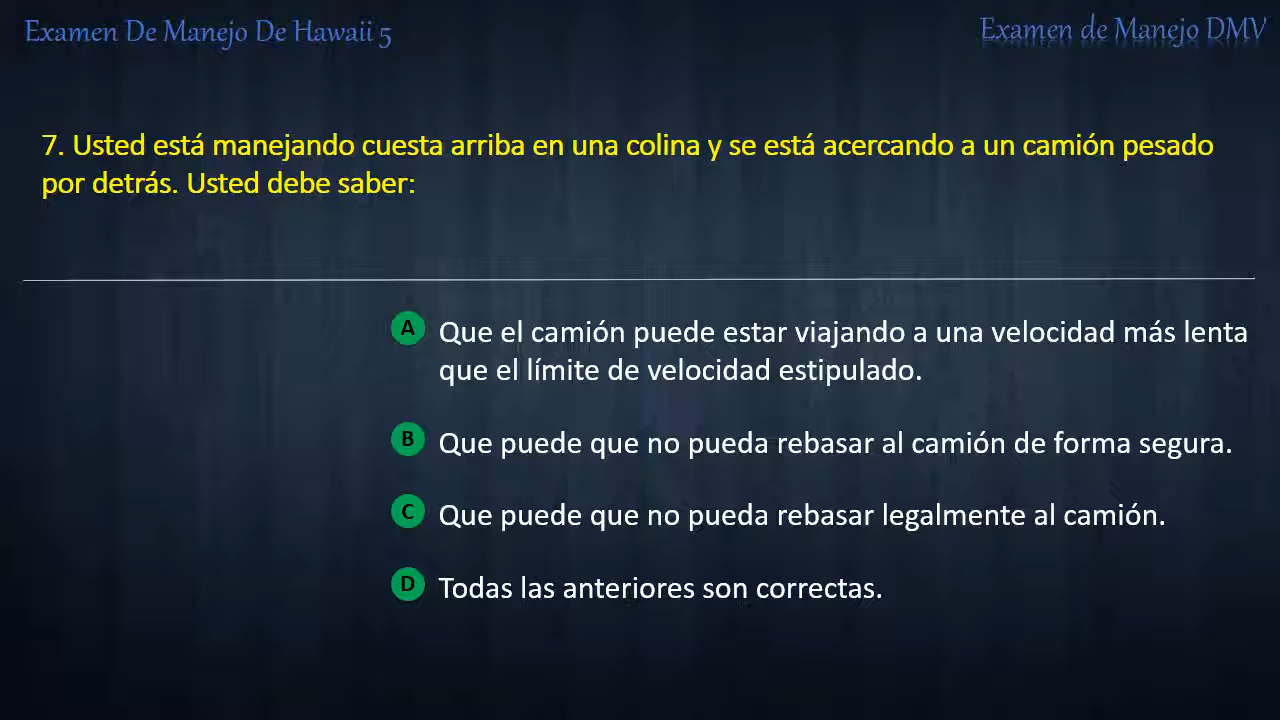 Examen De Manejo De Hawaii 5
Examen de Manejo DMV
7. Usted está manejando cuesta arriba en una colina y se está acercando a un camión pesado
por detrás. Usted debe saber:
A Que el camión puede estar viajando a una velocidad más lenta
que el límite de velocidad estipulado.
B Que puede que no pueda rebasar al camión de forma segura.
C Que puede que no pueda rebasar legalmente al camión.
D Todas las anteriores son correctas.